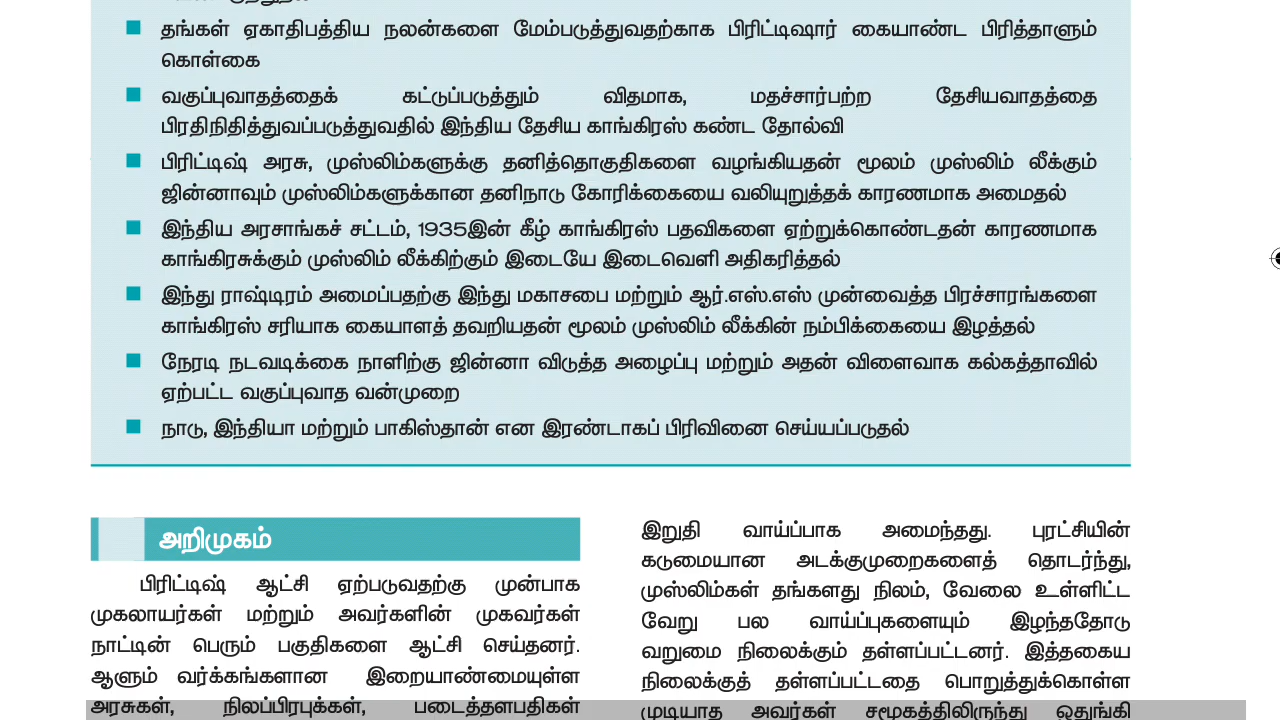 தங்கள் ஏகாதிபத்திய நலன்களை மேம்படுத்துவதற்காக பிரிட்டிஷார் கையாண்ட பிரித்தாளும்
கொள்கை
வகுப்புவாதத்தைக் கட்டுப்படுத்தும் விதமாக, மதச்சார்பற்ற தேசியவாதத்தை
பிரதிநிதித்துவப்படுத்துவதில் இந்திய தேசிய காங்கிரஸ் கண்ட தோல்வி
பிரிட்டிஷ் அரசு, முஸ்லிம்களுக்கு தனித்தொகுதிகளை வழங்கியதன் மூலம் முஸ்லிம் லீக்கும்
ஜின்னாவும் முஸ்லிம்களுக்கான தனிநாடு கோரிக்கையை வலியுறுத்தக் காரணமாக அமைதல்
இந்திய அரசாங்கச் சட்டம், 1935இன் கீழ் காங்கிரஸ் பதவிகளை ஏற்றுக்கொண்டதன் காரணமாக
காங்கிரசுக்கும் முஸ்லிம் லீக்கிற்கும் இடையே இடைவெளி அதிகரித்தல்
இந்து ராஷ்டிரம் அமைப்பதற்கு இந்து மகாசபை மற்றும் ஆர்.எஸ்.எஸ் முன்வைத்த பிரச்சாரங்களை
காங்கிரஸ் சரியாக கையாளத் தவறியதன் மூலம் முஸ்லிம் லீக்கின் நம்பிக்கையை இழத்தல்
நேரடி நடவடிக்கை நாளிற்கு ஜின்னா விடுத்த அழைப்பு மற்றும் அதன் விளைவாக கல்கத்தாவில்
ஏற்பட்ட வகுப்புவாத வன்முறை
நாடு, இந்தியா மற்றும் பாகிஸ்தான் என இரண்டாகப் பிரிவினை செய்யப்படுதல்
அறிமுகம்
பிரிட்டிஷ் ஆட்சி ஏற்படுவதற்கு முன்பாக
முகலாயர்கள் மற்றும் அவர்களின் முகவர்கள்
நாட்டின் பெரும் பகுதிகளை ஆட்சி செய்தனர்.
ஆளும் வர்க்கங்களான இறையாண்மையுள்ள
அரசுகள், நிலப்பிரபுக்கள், படைத்தளபதிகள்
இறுதி வாய்ப்பாக அமைந்தது. புரட்சியின்
கடுமையான அடக்குமுறைகளைத் தொடர்ந்து,
முஸ்லிம்கள் தங்களது நிலம், வேலை உள்ளிட்ட
வேறு பல வாய்ப்புகளையும் இழந்ததோடு
வறுமை நிலைக்கும் தள்ளப்பட்டனர். இத்தகைய
நிலைக்குத் தள்ளப்பட்டதை பொறுத்துக்கொள்ள
முடியாத அவர்கள் சமூகத்திலிருந்து ஒதுங்கி